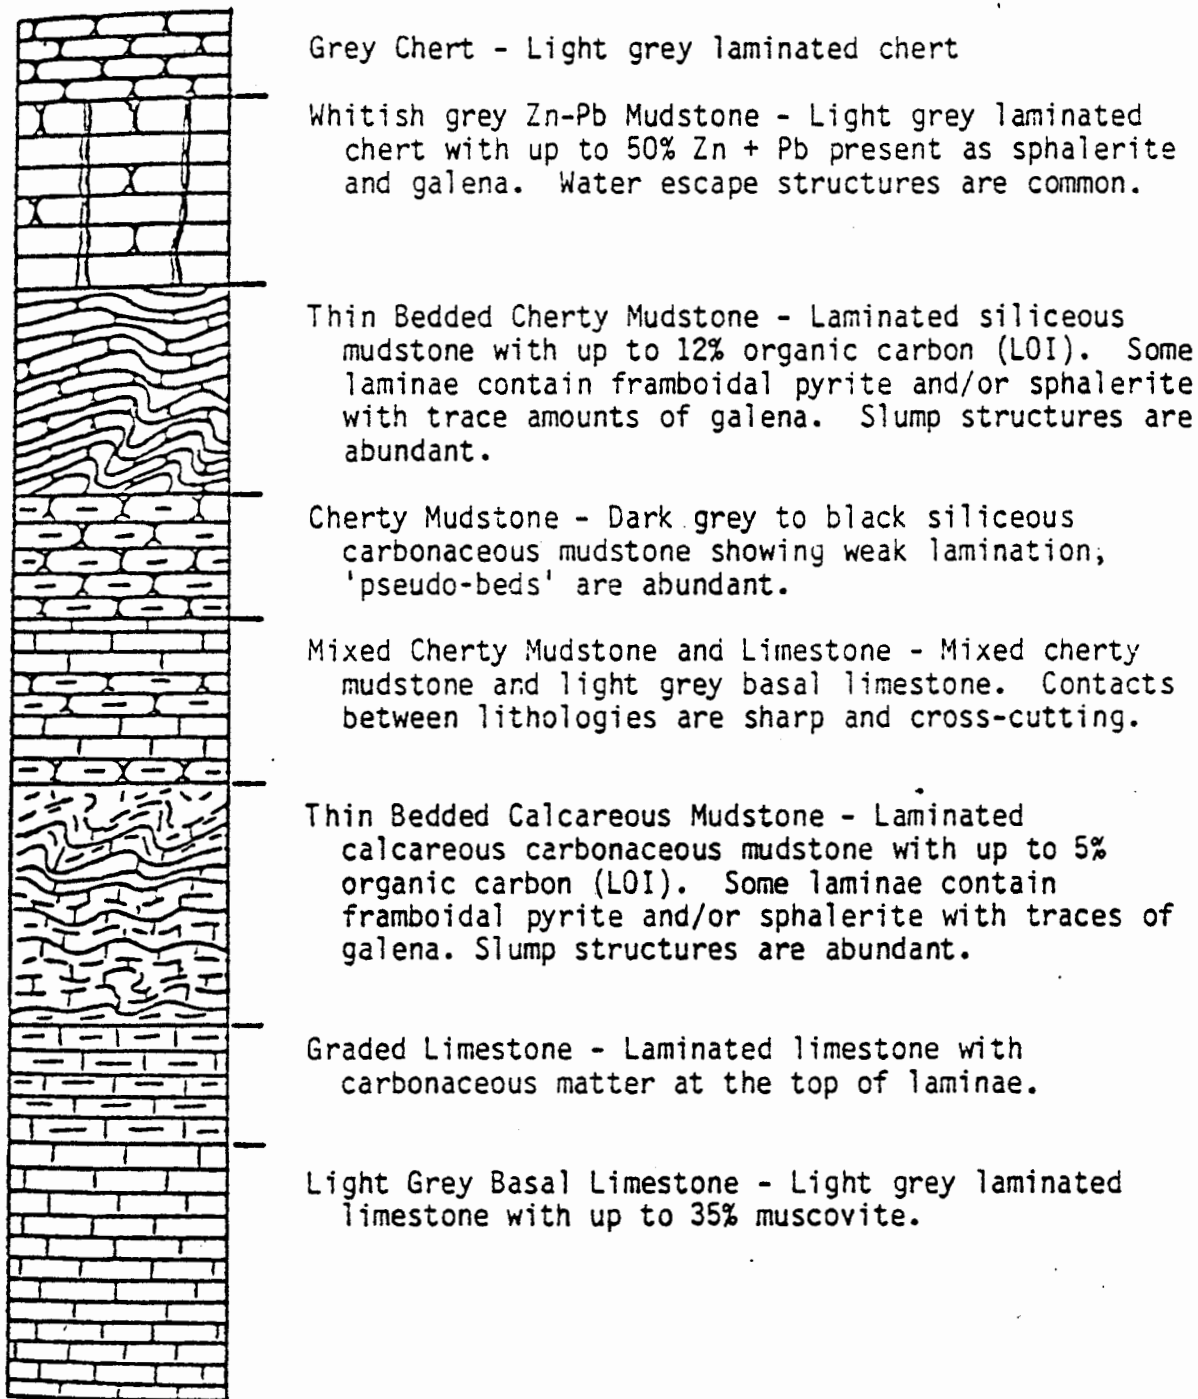 Grey Chert - Light grey laminated chert
Whitish grey Zn-Pb Mudstone - Light grey laminated
chert with up to 50% Zn + Pb present as sphalerite
and galena. Water escape structures are common.
Thin Bedded Cherty Mudstone - Laminated siliceous
mudstone with up to 12% organic carbon (LOI). Some
laminae contain framboidal pyrite and/or sphalerite
with trace amounts of galena. Slump structures are
abundant.
Cherty Mudstone - Dark grey to black siliceous
carbonaceous mudstone showing weak lamination,
'pseudo-beds' are abundant.
Mixed Cherty Mudstone and Limestone - Mixed cherty
mudstone and light grey basal limestone. Contacts
between lithologies are sharp and cross-cutting.
Thin Bedded Calcareous Mudstone - Laminated
calcareous carbonaceous mudstone with up to 5%
organic carbon (LOI). Some laminae contain
framboidal pyrite and/or sphalerite with traces of
galena. Slump structures are abundant.
Graded Limestone - Laminated limestone with
carbonaceous matter at the top of laminae.
Light Grey Basal Limestone - Light grey laminated
limestone with up to 35% muscovite.